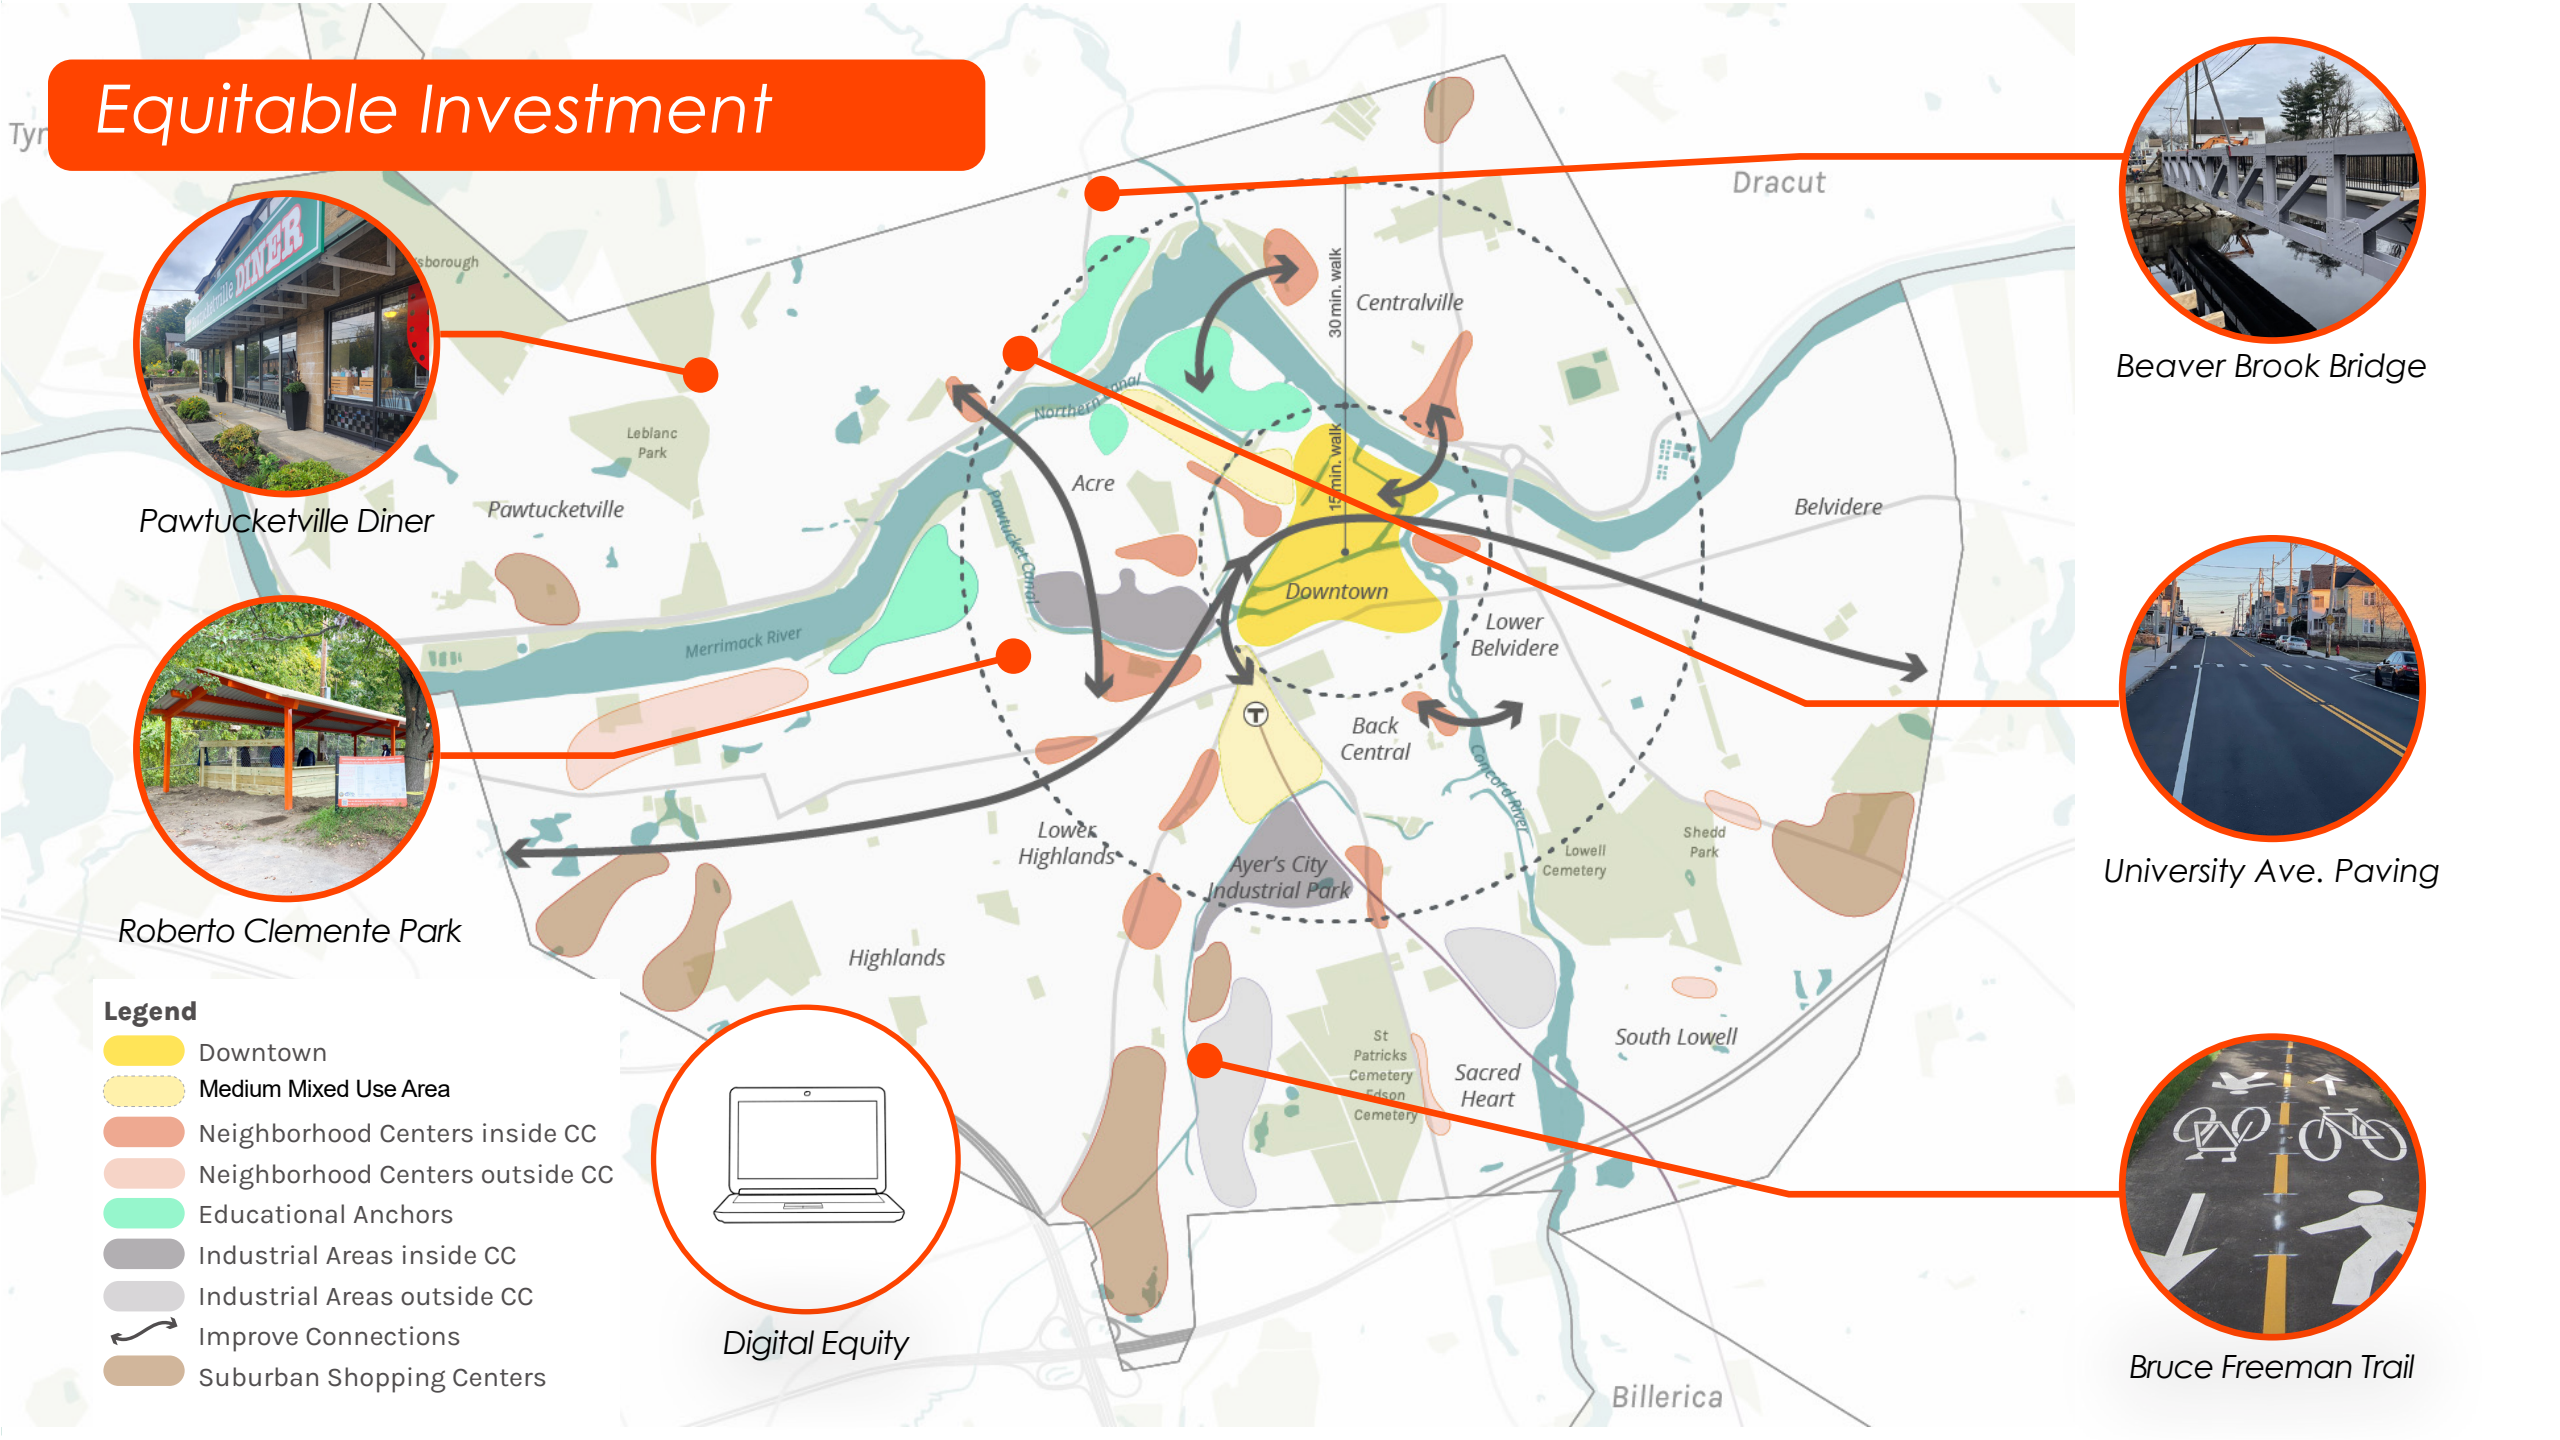 Equitable Investment
Dracut
DINER
Pawtucketville Diner
Roberto Clemente Park
Beaver Brook Bridge
University Ave. Paving
Bruce Freeman Trail
Digital Equity
30 min. walk
15 min. walk
Centralville
Northern Canal
Leblanc
Park
Acre
Pawtucketville
Pawtucket Canal
Belvidere
Downtown
Lower
Belvidere
Merrimack River
Back
Central
T
Concord River
Lower
Highlands
Ayer's City
Industrial Park
Lowell
Cemetery
Shedd
Park
Highlands
South Lowell
St
Patricks
Cemetery
Edson
Cemetery
Sacred
Heart
Billerica
Legend
Downtown
Medium Mixed Use Area
Neighborhood Centers inside CC
Neighborhood Centers outside CC
Educational Anchors
Industrial Areas inside CC
Industrial Areas outside CC
Improve Connections
Suburban Shopping Centers